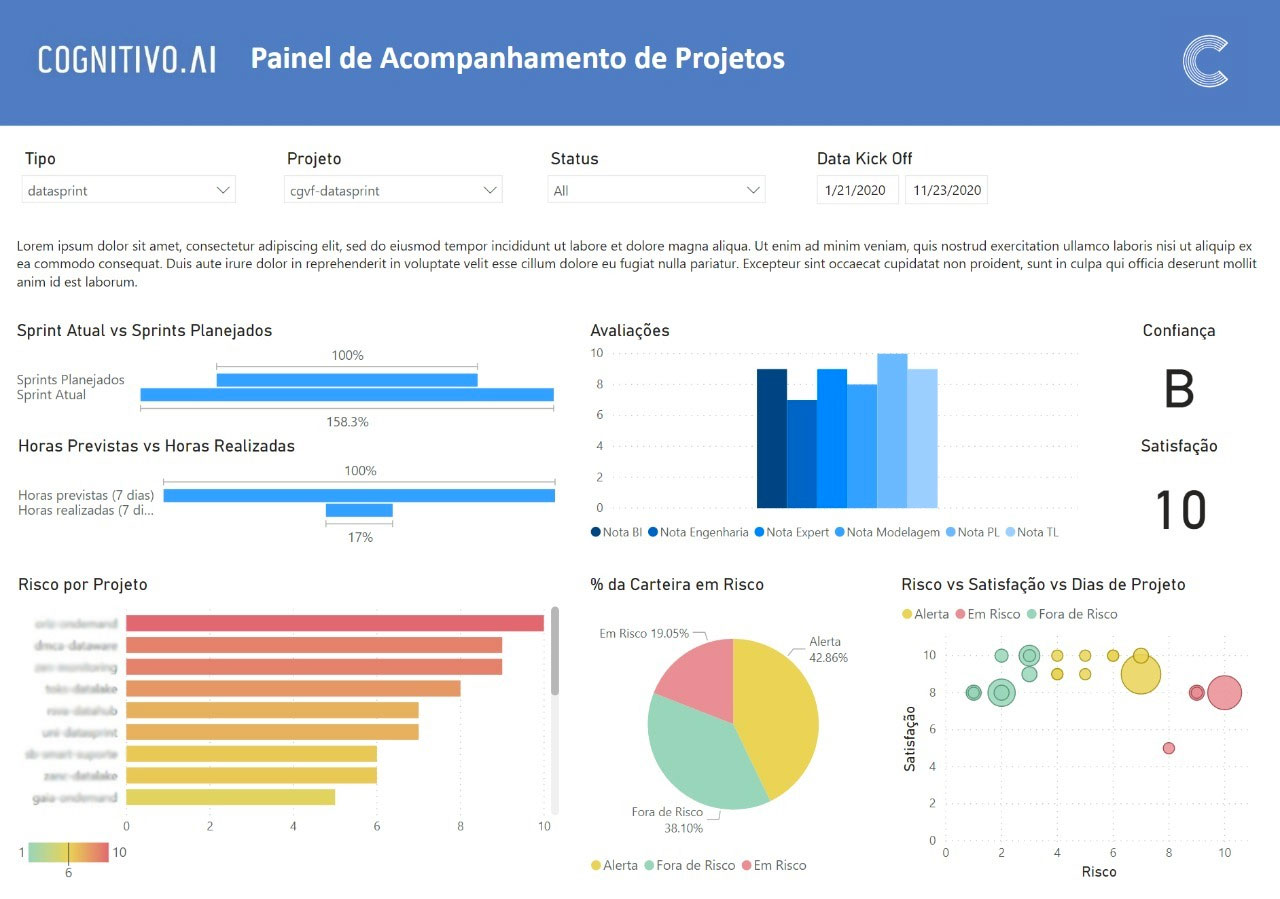 COGNITIVO.AI Painel de Acompanhamento de Projetos
Tipo Projeto Status Data Kick Off
datasprint cgvf-datasprint All 1/21/2020 11/23/2020
Lorem ipsum dolor sit amet, consectetur adipiscing elit, sed do eiusmod tempor incididunt ut labore et dolore magna aliqua. Ut enim ad minim veniam, quis nostrud exercitation ullamco laboris nisi ut aliquip ex
ea commodo consequat. Duis aute irure dolor in reprehenderit in voluptate velit esse cillum dolore eu fugiat nulla pariatur. Excepteur sint occaecat cupidatat non proident, sunt in culpa qui officia deserunt mollit
anim id est laborum.
Sprint Atual vs Sprints Planejados
100%
Sprints Planejados
Sprint Atual
158.3%
Horas Previstas vs Horas Realizadas
100%
Horas previstas (7 dias)
Horas realizadas (7 di...
17%
Avaliações
10
8
6
4
2
0
Nota BI Nota Engenharia Nota Expert Nota Modelagem Nota PL Nota TL
Confiança
B
Satisfação
10
Risco por Projeto
0 2 4 6 8 10
1 10
6
% da Carteira em Risco
Em Risco 19.05%
Alerta
42.86%
Fora de Risco
38.10%
Alerta Fora de Risco Em Risco
Risco vs Satisfação vs Dias de Projeto
Alerta Em Risco Fora de Risco
Satisfação
10
8
6
4
2
0
0 2 4 6 8 10
Risco